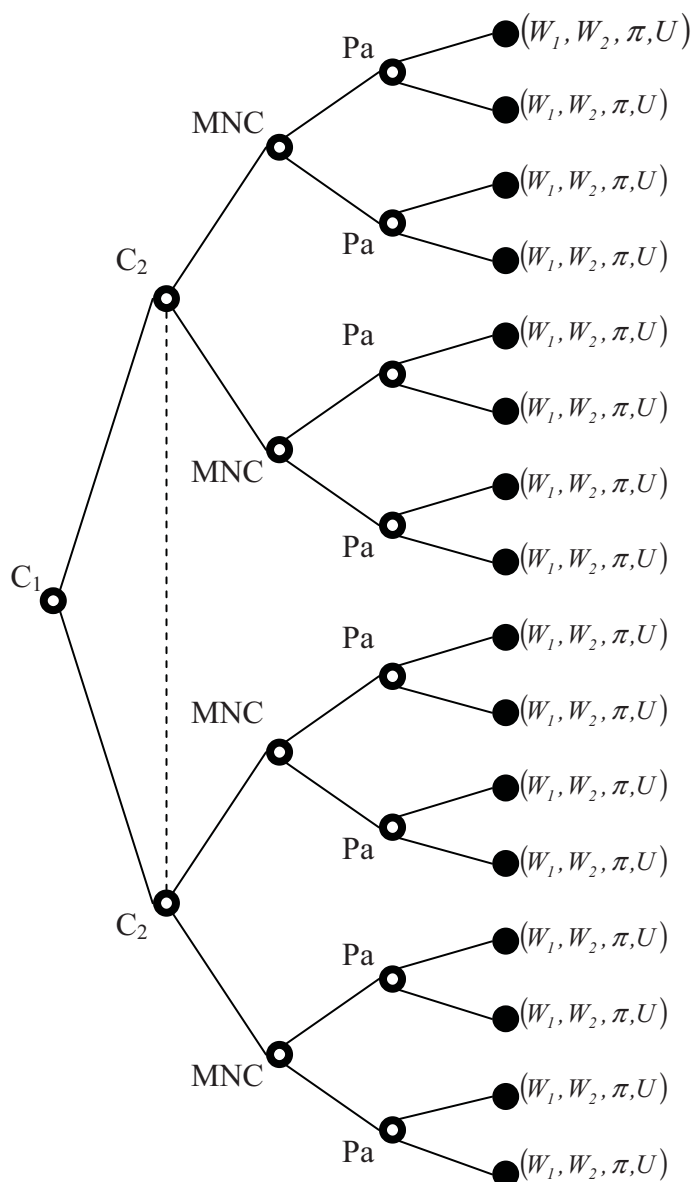 Pa
(W₁, W₂, π, U)
MNC
(W₁, W₂, π, U)
(W₁, W₂, π, U)
Pa
(W₁, W₂, π, U)
C₂
Pa
(W₁, W₂, π, U)
(W₁, W₂, π, U)
MNC
(W₁, W₂, π, U)
Pa
(W₁, W₂, π, U)
C₁
Pa
(W₁, W₂, π, U)
MNC
(W₁, W₂, π, U)
(W₁, W₂, π, U)
Pa
(W₁, W₂, π, U)
C₂
Pa
(W₁, W₂, π, U)
(W₁, W₂, π, U)
MNC
(W₁, W₂, π, U)
Pa
(W₁, W₂, π, U)